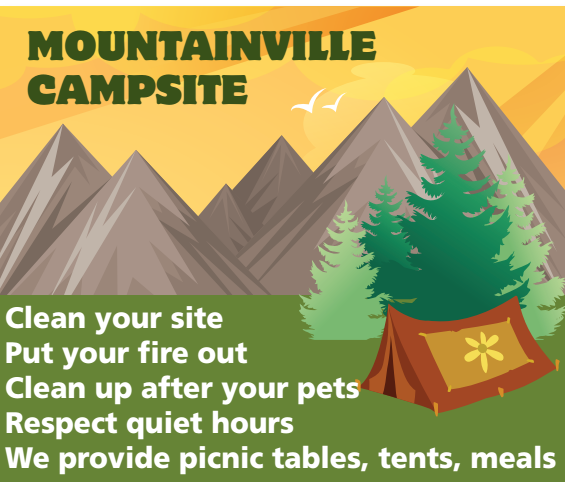 MOUNTAINVILLE
CAMPSITE
Clean your site
Put your fire out
Clean up after your pets
Respect quiet hours
We provide picnic tables, tents, meals